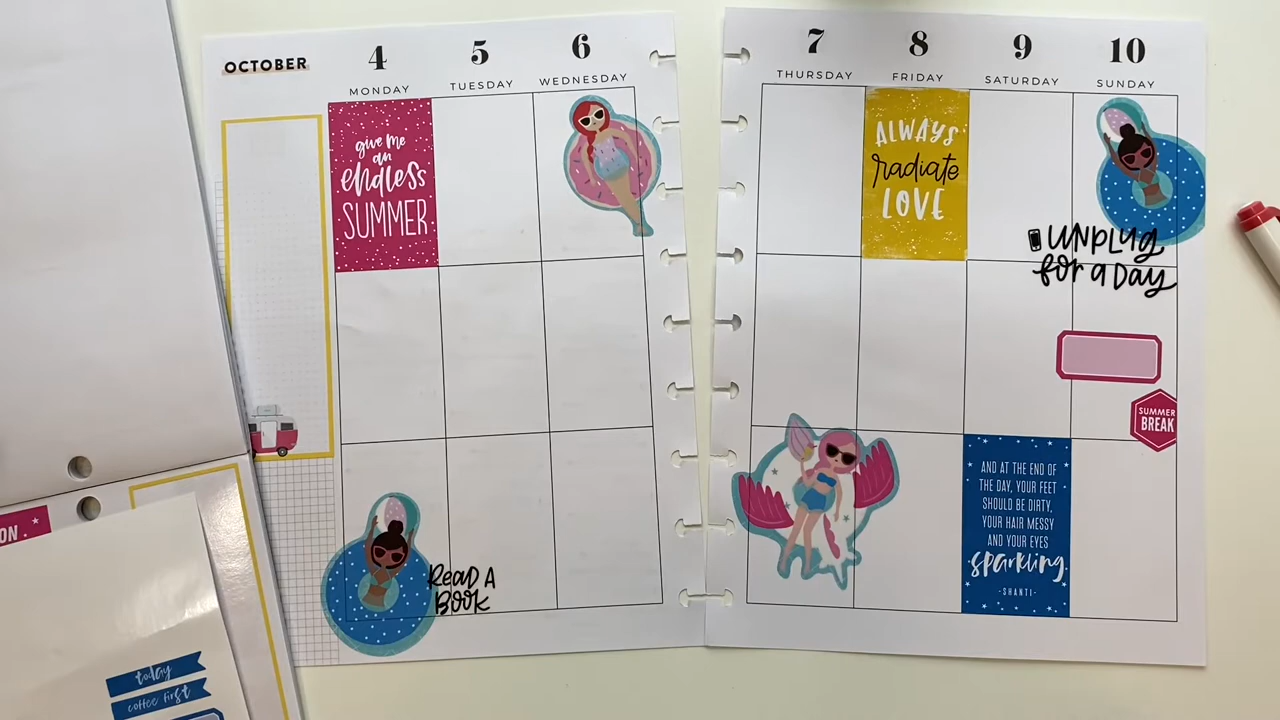 OCTOBER
4
MONDAY
5
TUESDAY
6
WEDNESDAY
7
THURSDAY
8
FRIDAY
9
SATURDAY
10
SUNDAY
give me
an
endless
SUMMER
ALWAYS
radiate
LOVE
UNPLUG
for a DAY
SUMMER
BREAK
AND AT THE END OF
THE DAY, YOUR FEET
SHOULD BE DIRTY,
YOUR HAIR MESSY
AND YOUR EYES
sparkling.
-SHANTI-
ReaD A
BOOK
ON
today
coffee first